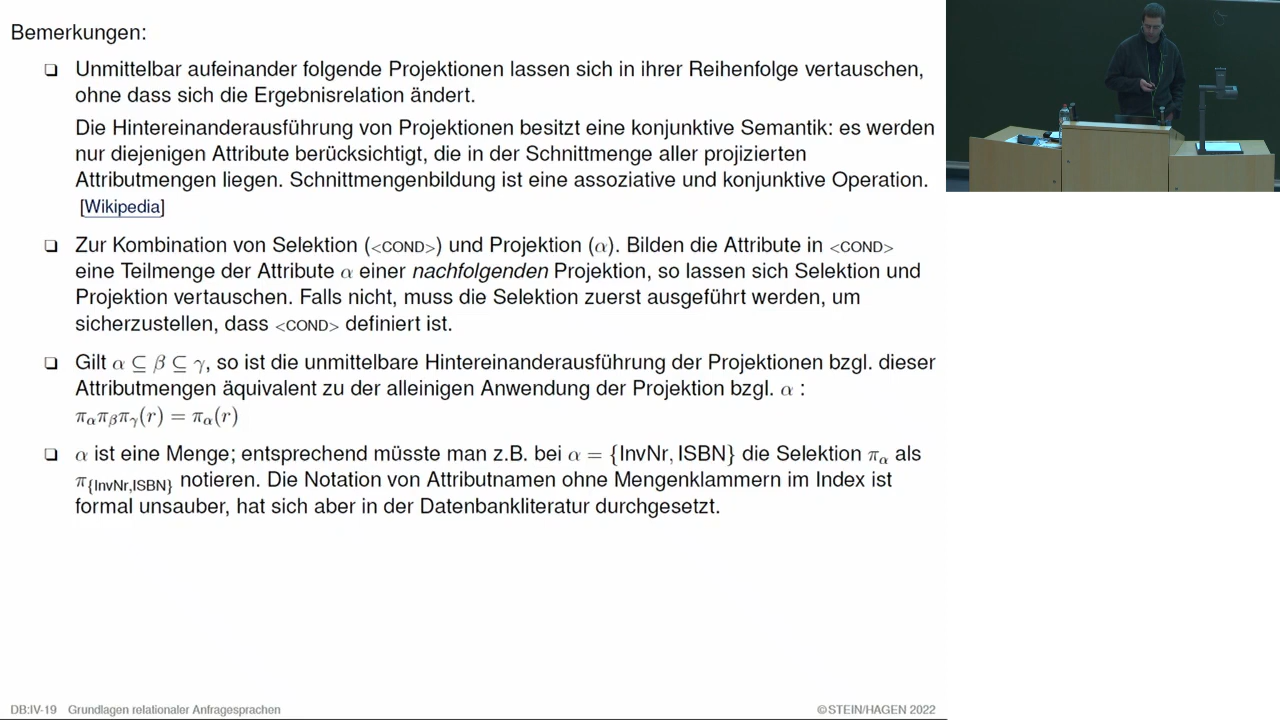 Bemerkungen:
❑ Unmittelbar aufeinander folgende Projektionen lassen sich in ihrer Reihenfolge vertauschen,
ohne dass sich die Ergebnisrelation ändert.
Die Hintereinanderausführung von Projektionen besitzt eine konjunktive Semantik: es werden
nur diejenigen Attribute berücksichtigt, die in der Schnittmenge aller projizierten
Attributmengen liegen. Schnittmengenbildung ist eine assoziative und konjunktive Operation.
[Wikipedia]
❑ Zur Kombination von Selektion (<COND>) und Projektion (α). Bilden die Attribute in <COND>
eine Teilmenge der Attribute α einer nachfolgenden Projektion, so lassen sich Selektion und
Projektion vertauschen. Falls nicht, muss die Selektion zuerst ausgeführt werden, um
sicherzustellen, dass <COND> definiert ist.
❑ Gilt α ⊆ β ⊆ γ, so ist die unmittelbare Hintereinanderausführung der Projektionen bzgl. dieser
Attributmengen äquivalent zu der alleinigen Anwendung der Projektion bzgl. α :
π_α π_β π_γ(r) = π_α(r)
❑ α ist eine Menge; entsprechend müsste man z.B. bei α = {InvNr, ISBN} die Selektion π_α als
π_{InvNr,ISBN} notieren. Die Notation von Attributnamen ohne Mengenklammern im Index ist
formal unsauber, hat sich aber in der Datenbankliteratur durchgesetzt.
DB:IV-19 Grundlagen relationaler Anfragesprachen ©STEIN/HAGEN 2022